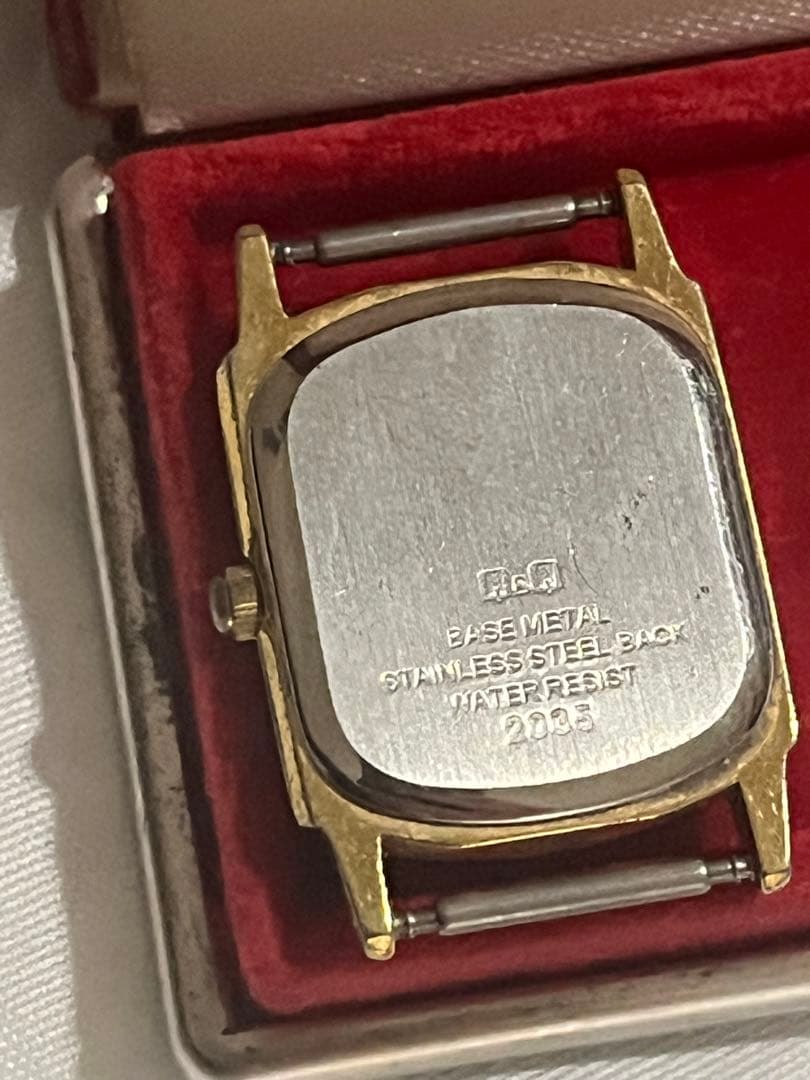 Q&Q
BASE METAL
STAINLESS STEEL BACK
WATER RESIST
2035